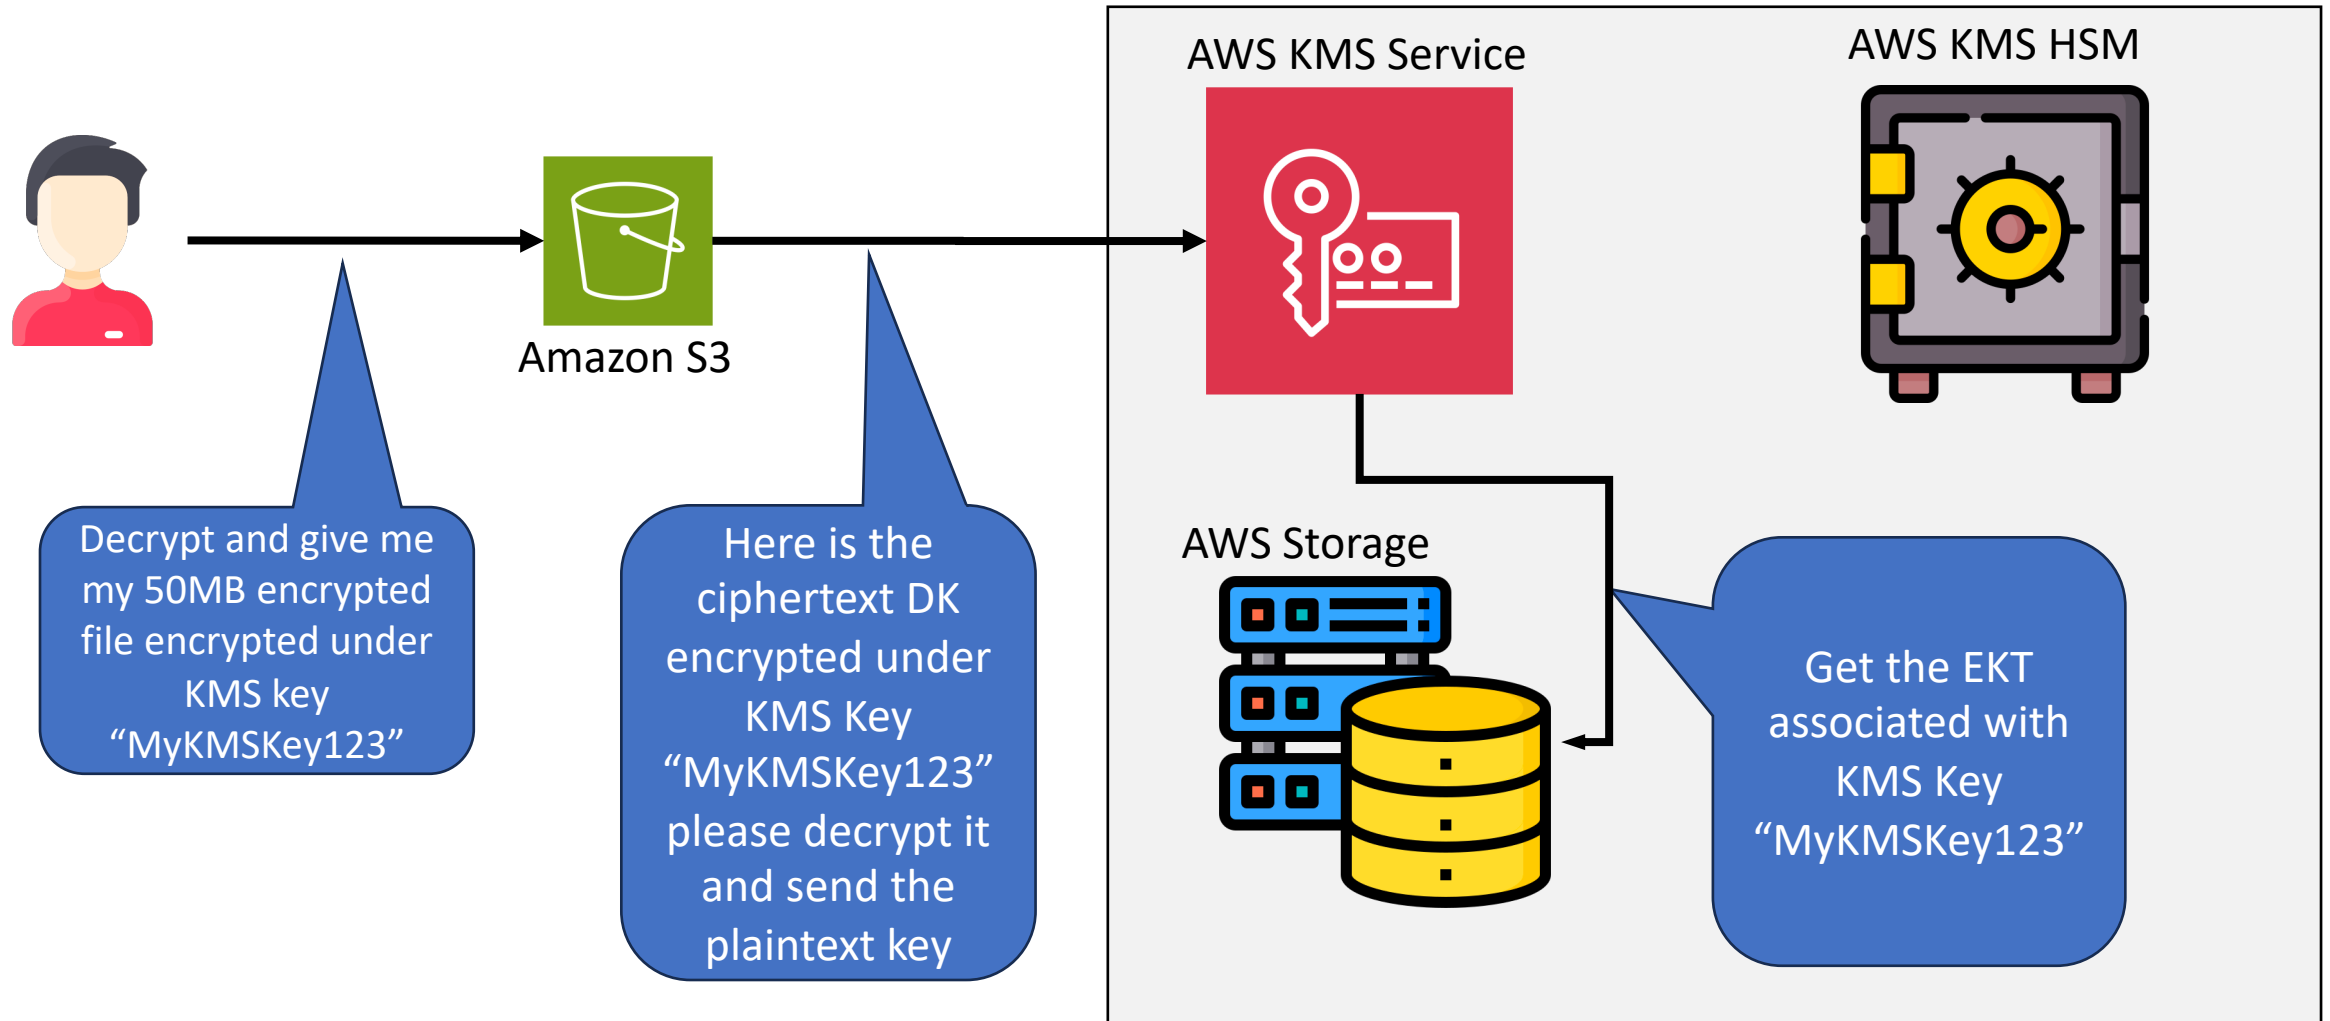 AWS KMS Service
AWS KMS HSM
Amazon S3
Decrypt and give me
my 50MB encrypted
file encrypted under
KMS key
“MyKMSKey123”
Here is the
ciphertext DK
encrypted under
KMS Key
“MyKMSKey123”
please decrypt it
and send the
plaintext key
AWS Storage
Get the EKT
associated with
KMS Key
“MyKMSKey123”